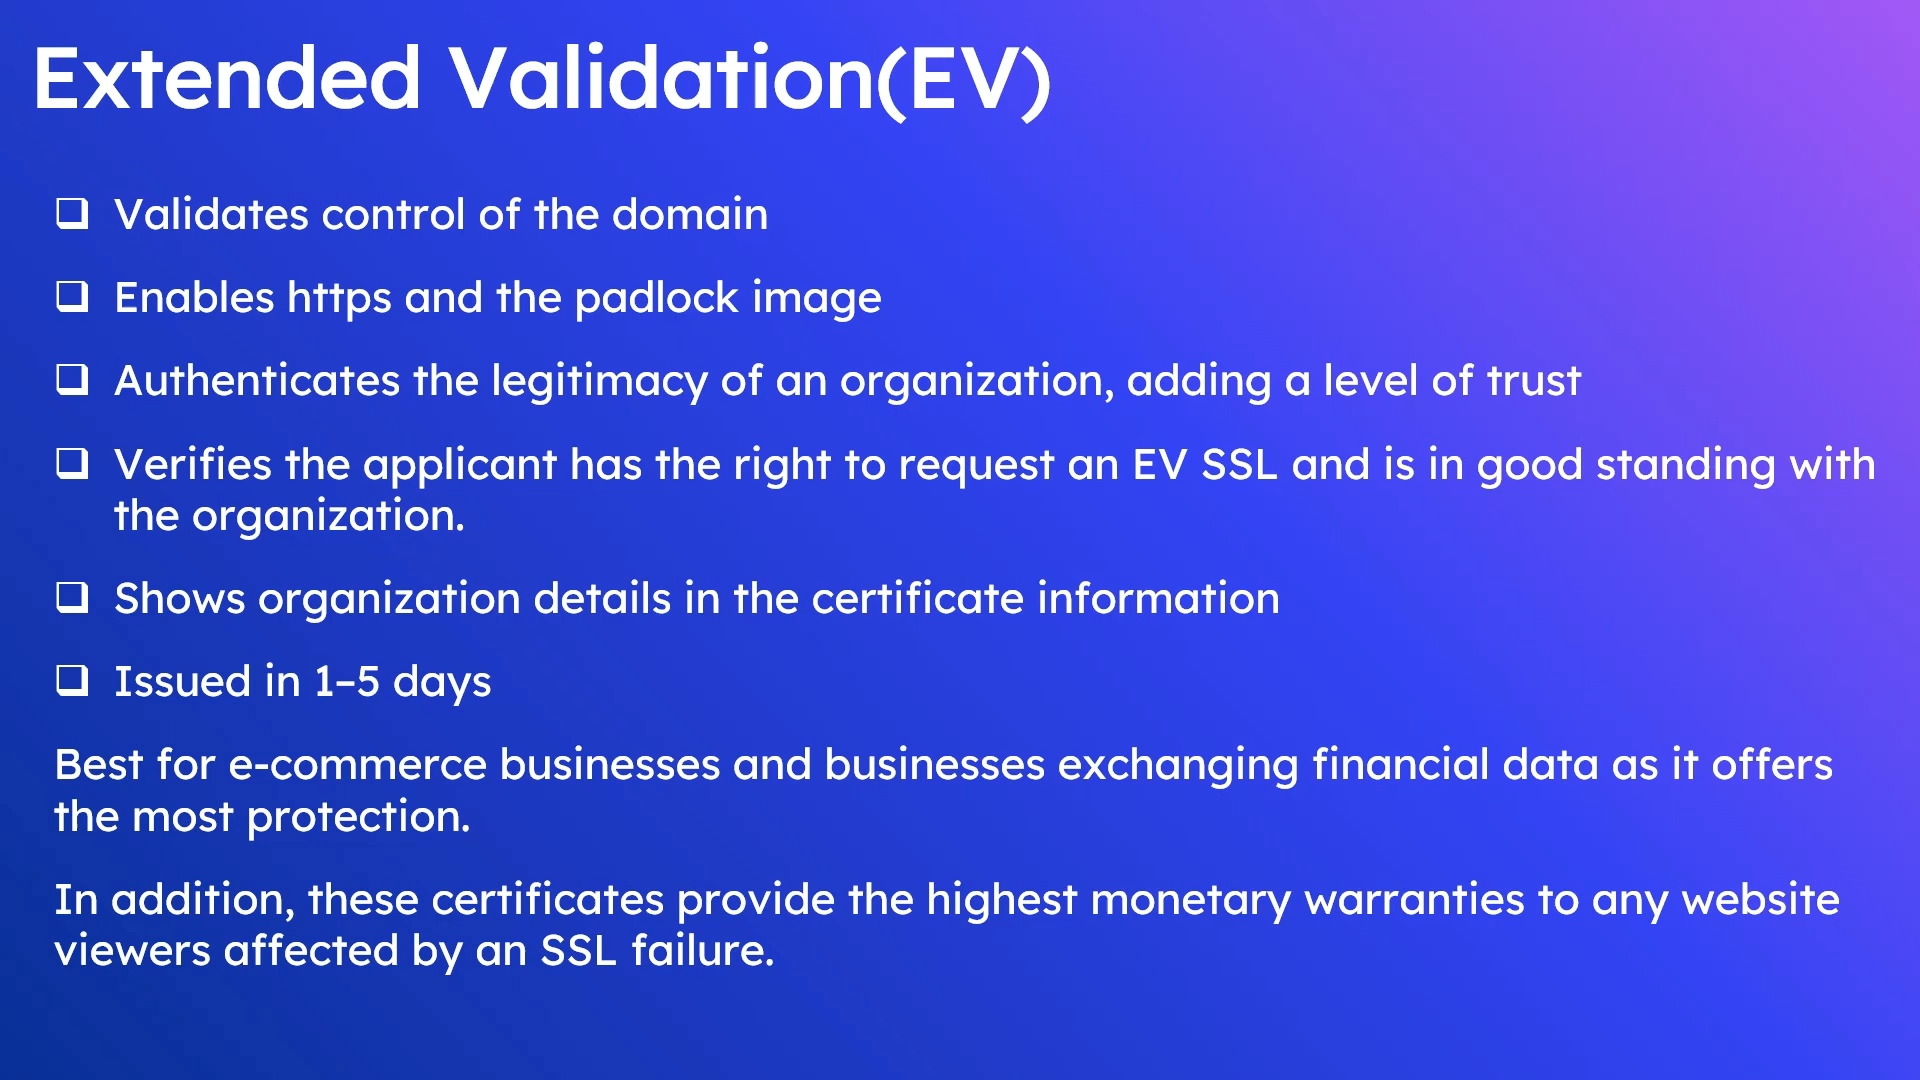 Extended Validation(EV)
❑ Validates control of the domain
❑ Enables https and the padlock image
❑ Authenticates the legitimacy of an organization, adding a level of trust
❑ Verifies the applicant has the right to request an EV SSL and is in good standing with
the organization.
❑ Shows organization details in the certificate information
❑ Issued in 1–5 days
Best for e-commerce businesses and businesses exchanging financial data as it offers
the most protection.
In addition, these certificates provide the highest monetary warranties to any website
viewers affected by an SSL failure.